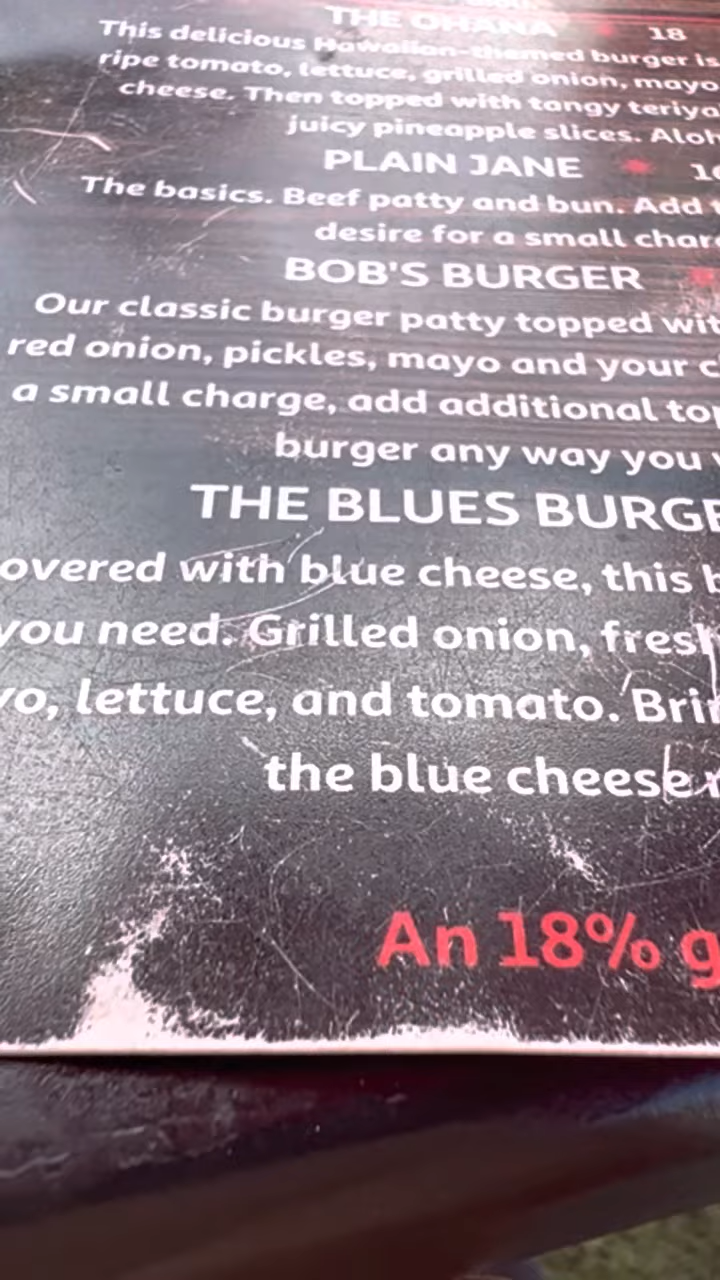 THE OHANA 18
This delicious Hawaiian-themed burger is
ripe tomato, lettuce, grilled onion, mayo
cheese. Then topped with tangy teriya
juicy pineapple slices. Aloh
PLAIN JANE
The basics. Beef patty and bun. Add
desire for a small char
BOB'S BURGER
Our classic burger patty topped wit
red onion, pickles, mayo and your c
a small charge, add additional to
burger any way you
THE BLUES BURGE
overed with blue cheese, this
you need. Grilled onion, fresh
yo, lettuce, and tomato. Brin
the blue cheese
An 18% g